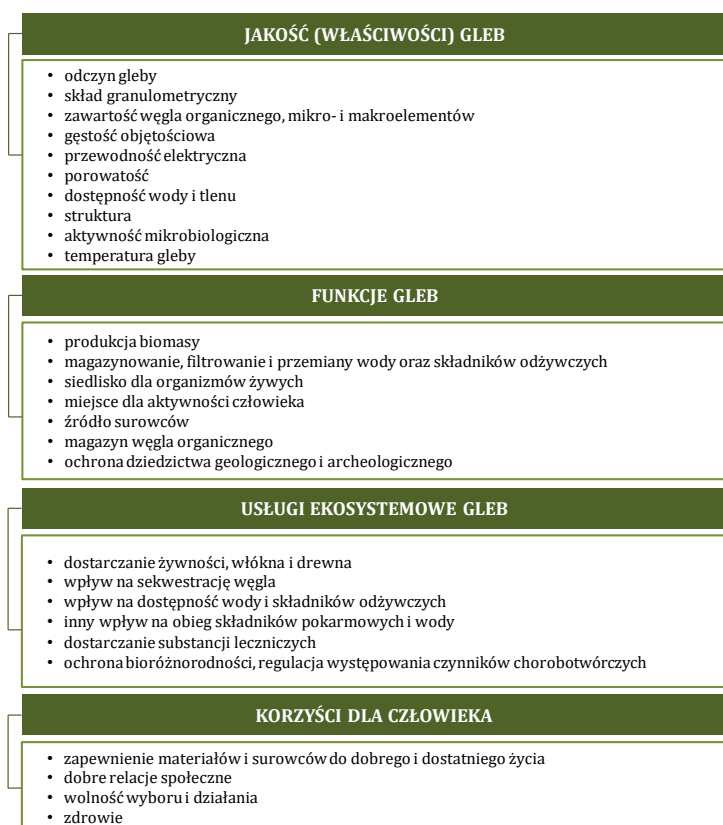 JAKOŚĆ (WŁAŚCIWOŚCI) GLEB
• odczyn gleby
• skład granulometryczny
• zawartość węgla organicznego, mikro- i makroelementów
• gęstość objętościowa
• przewodność elektryczna
• porowatość
• dostępność wody i tlenu
• struktura
• aktywność mikrobiologiczna
• temperatura gleby
FUNKCJE GLEB
• produkcja biomasy
• magazynowanie, filtrowanie i przemiany wody oraz składników odżywczych
• siedlisko dla organizmów żywych
• miejsce dla aktywności człowieka
• źródło surowców
• magazyn węgla organicznego
• ochrona dziedzictwa geologicznego i archeologicznego
USŁUGI EKOSYSTEMOWE GLEB
• dostarczanie żywności, włókna i drewna
• wpływ na sekwestrację węgla
• wpływ na dostępność wody i składników odżywczych
• inny wpływ na obieg składników pokarmowych i wody
• dostarczanie substancji leczniczych
• ochrona bioróżnorodności, regulacja występowania czynników chorobotwórczych
KORZYŚCI DLA CZŁOWIEKA
• zapewnienie materiałów i surowców do dobrego i dostatniego życia
• dobre relacje społeczne
• wolność wyboru i działania
• zdrowie